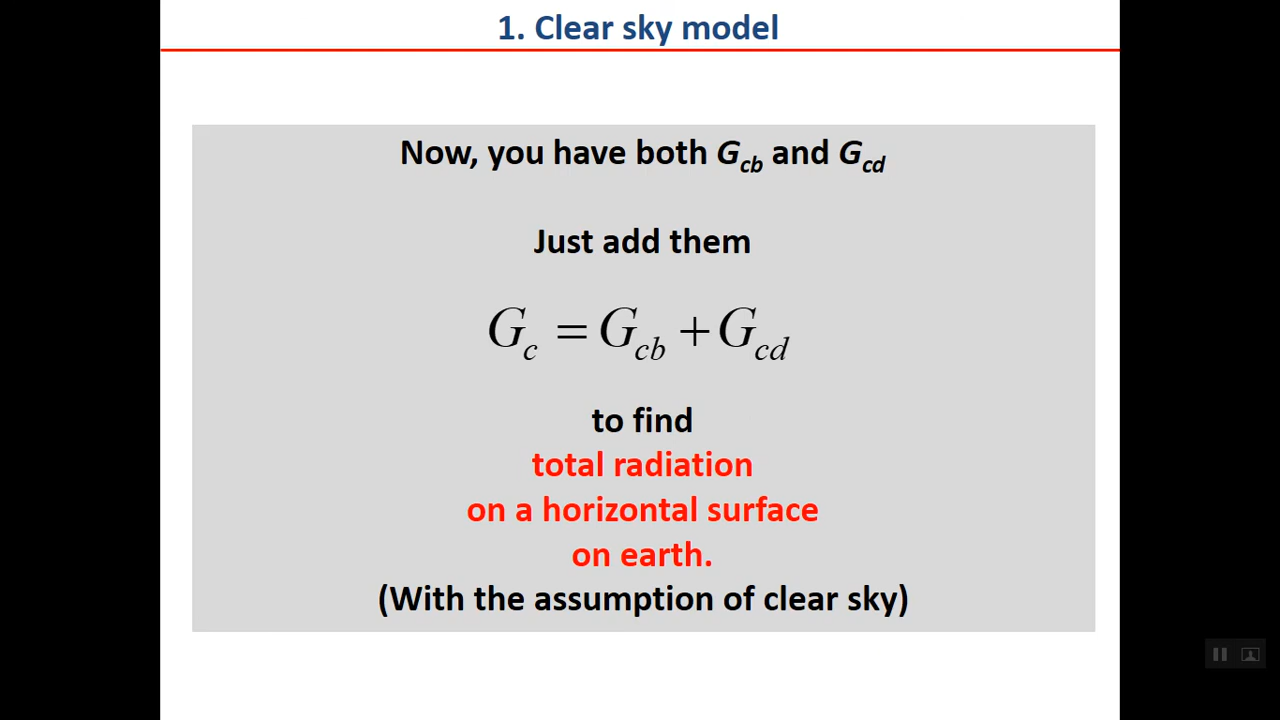 1. Clear sky model
Now, you have both Gcb and Gcd
Just add them
Gc = Gcb + Gcd
to find
total radiation
on a horizontal surface
on earth.
(With the assumption of clear sky)